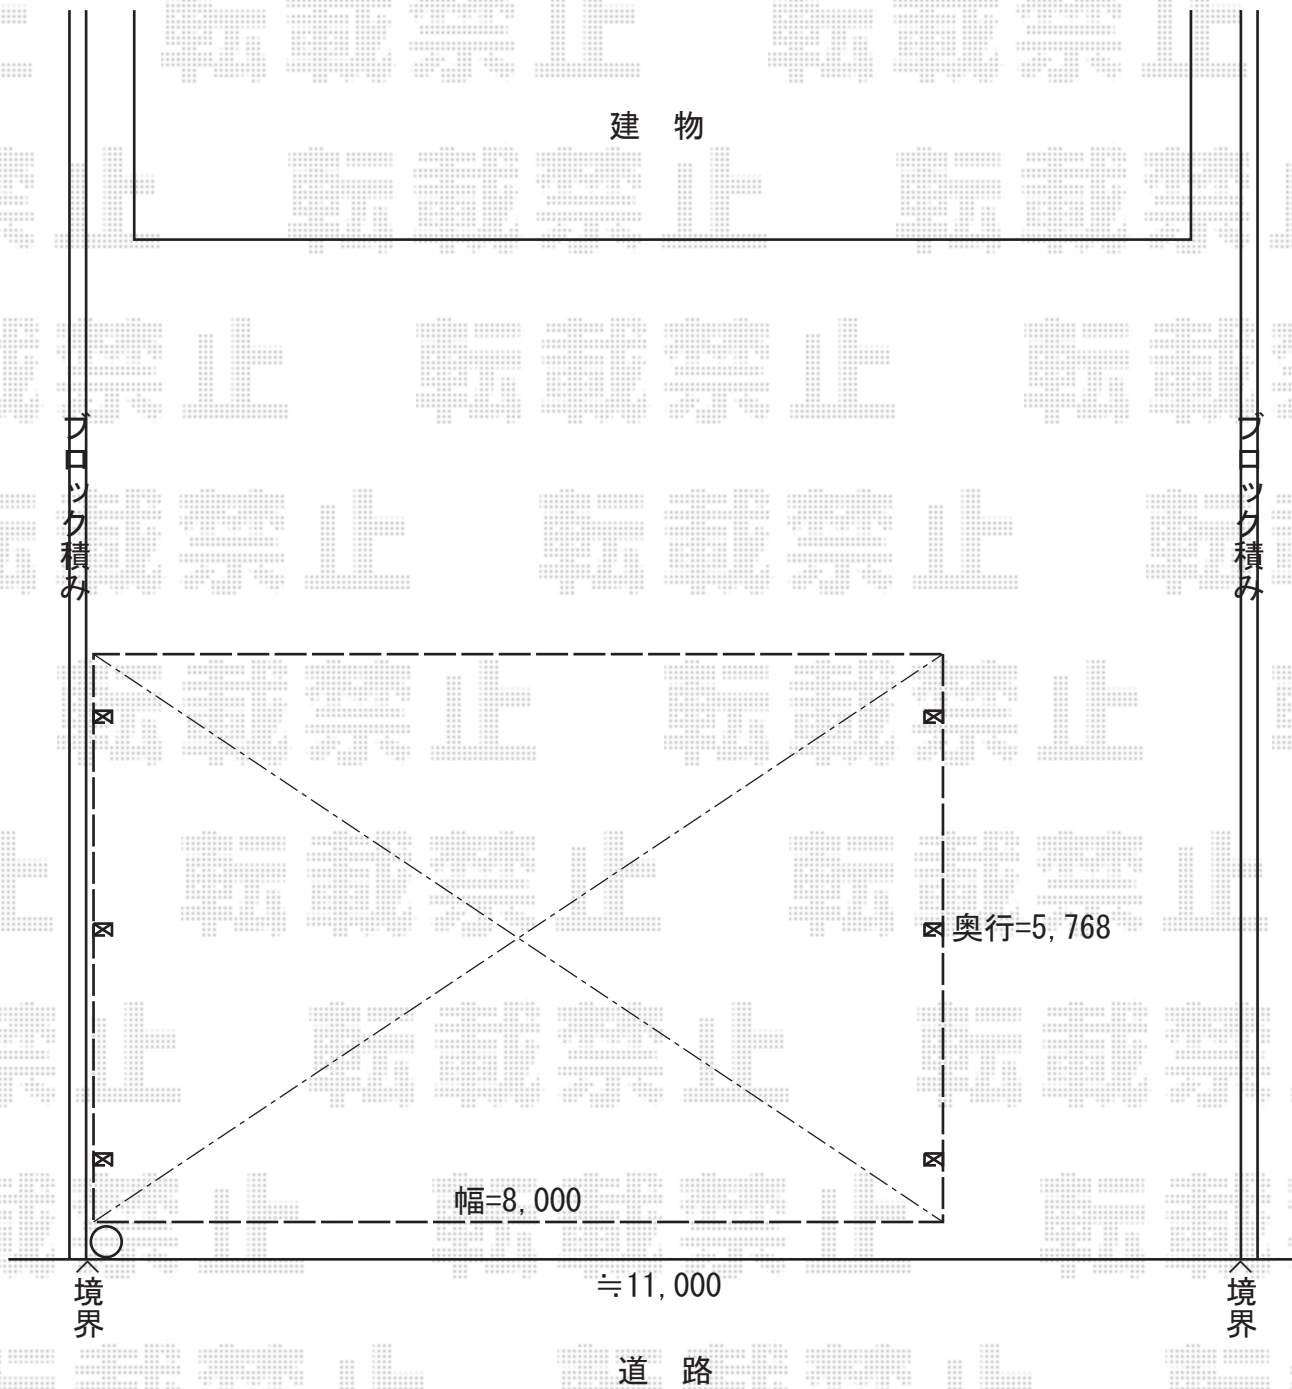 建 物
ブロック積み
ブロック積み
奥行=5,768
幅=8,000
≒11,000
境界
境界
道 路
転載禁止